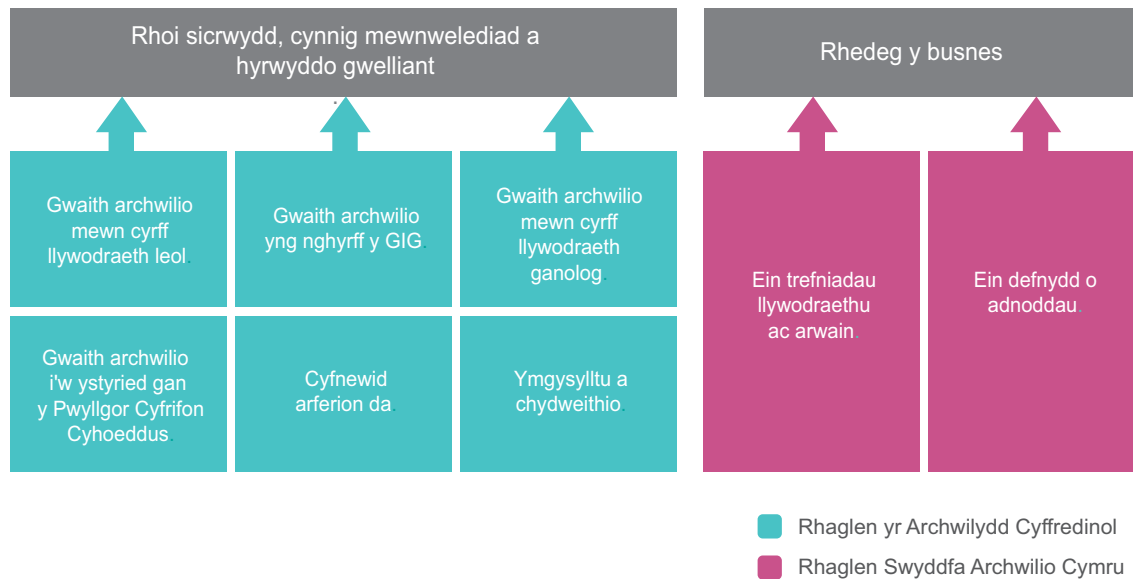 Rhoi sicrwydd, cynnig mewnwelediad a
hyrwyddo gwelliant
.
Rhedeg y busnes
Gwaith archwilio
mewn cyrff
llywodraeth leol.
Gwaith archwilio
yng nghyrff y GIG.
Gwaith archwilio
mewn cyrff
llywodraeth
ganolog.
Ein trefniadau
llywodraethu
ac arwain.
Ein defnydd o
adnoddau.
Gwaith archwilio
i'w ystyried gan
y Pwyllgor Cyfrifon
Cyhoeddus.
Cyfnewid
arferion da.
Ymgysylltu a
chydweithio.
Rhaglen yr Archwilydd Cyffredinol
Rhaglen Swyddfa Archwilio Cymru